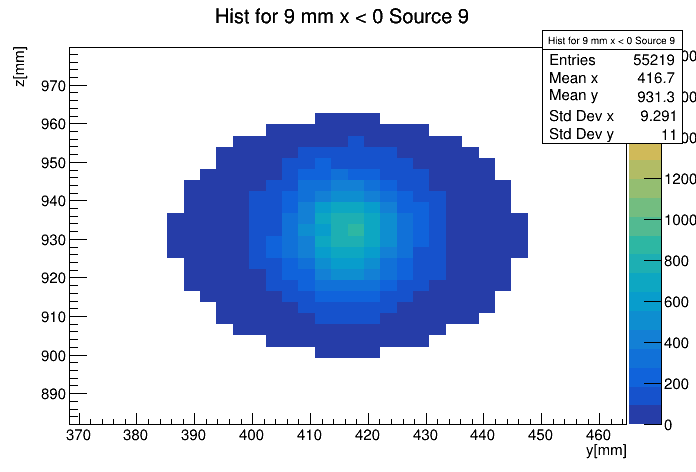 Hist for 9 mm x < 0 Source 9
z[mm]
Hist for 9 mm x < 0 Source 9
Entries 55219
Mean x 416.7
Mean y 931.3
Std Dev x 9.291
Std Dev y 11
970
960
950
940
930
920
910
900
890
1200
1000
800
600
400
200
0
370 380 390 400 410 420 430 440 450 460
y[mm]